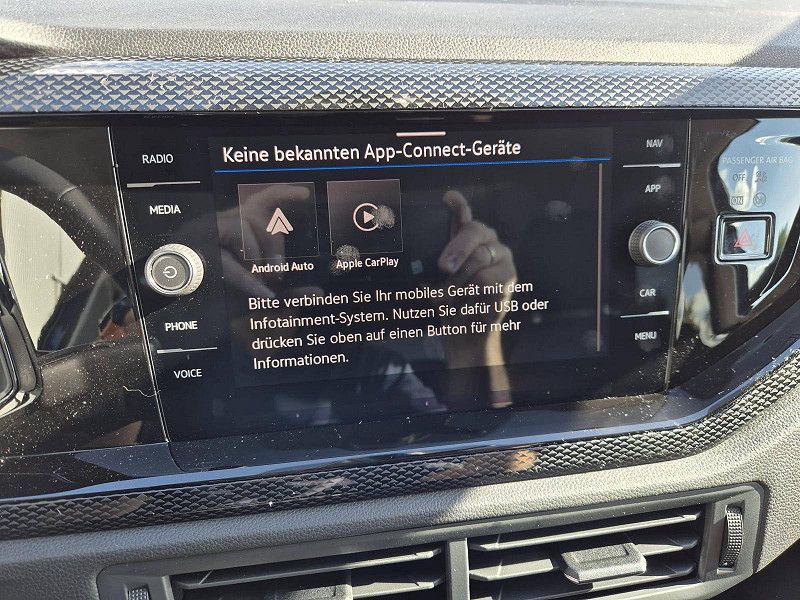 Keine bekannten App-Connect-Geräte
Android Auto
Apple CarPlay
Bitte verbinden Sie Ihr mobiles Gerät mit dem
Infotainment-System. Nutzen Sie dafür USB oder
drücken Sie oben auf einen Button für mehr
Informationen.
RADIO
MEDIA
PHONE
VOICE
NAV
APP
CAR
MENU
PASSENGER AIR BAG
OFF
ON